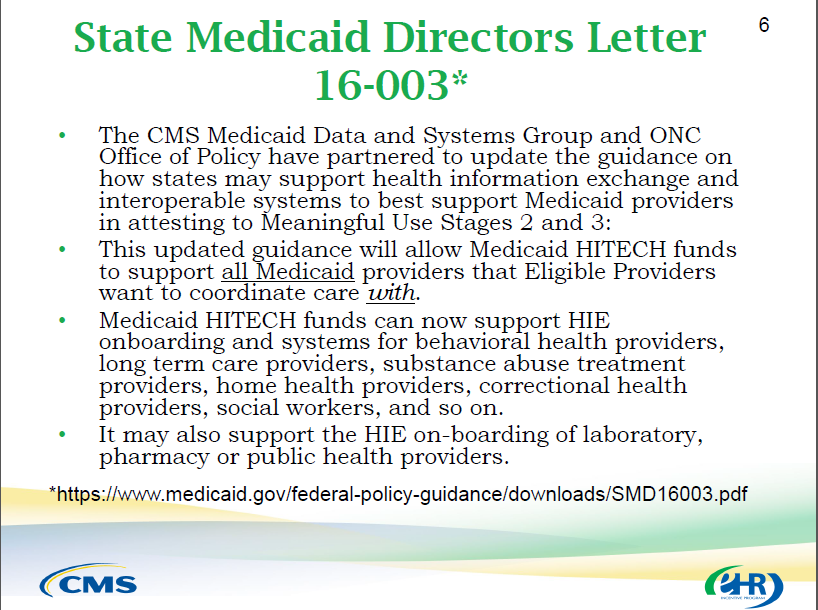 6
State Medicaid Directors Letter
16-003*
• The CMS Medicaid Data and Systems Group and ONC
Office of Policy have partnered to update the guidance on
how states may support health information exchange and
interoperable systems to best support Medicaid providers
in attesting to Meaningful Use Stages 2 and 3:
• This updated guidance will allow Medicaid HITECH funds
to support all Medicaid providers that Eligible Providers
want to coordinate care with.
• Medicaid HITECH funds can now support HIE
onboarding and systems for behavioral health providers,
long term care providers, substance abuse treatment
providers, home health providers, correctional health
providers, social workers, and so on.
• It may also support the HIE on-boarding of laboratory,
pharmacy or public health providers.
*https://www.medicaid.gov/federal-policy-guidance/downloads/SMD16003.pdf
CMS
EHR
INCENTIVE PROGRAMS